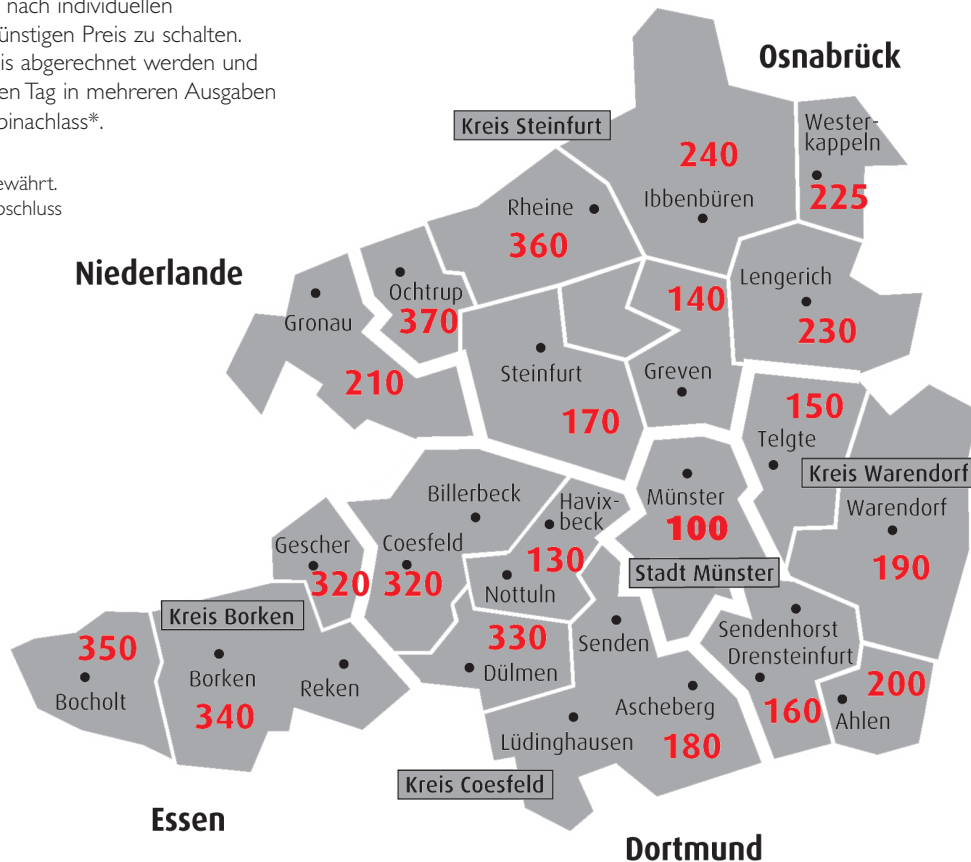 nach individuellen
ünstigen Preis zu schalten.
is abgerechnet werden und
en Tag in mehreren Ausgaben
binachlass*.
ewährt.
bschluss
Osnabrück
Kreis Steinfurt
Wester-
kappeln
225
240
Ibbenbüren
Rheine
360
Niederlande
Ochtrup
370
Gronau
210
140
Greven
Lengerich
230
Steinfurt
170
150
Telgte
Kreis Warendorf
Warendorf
190
Münster
100
Stadt Münster
Billerbeck
Havix-
beck
130
Nottuln
Gescher
320
Coesfeld
320
Kreis Borken
350
Bocholt
Borken
340
Reken
330
Dülmen
Senden
Sendenhorst
Drensteinfurt
160
200
Ahlen
Ascheberg
180
Lüdinghausen
Kreis Coesfeld
Essen
Dortmund